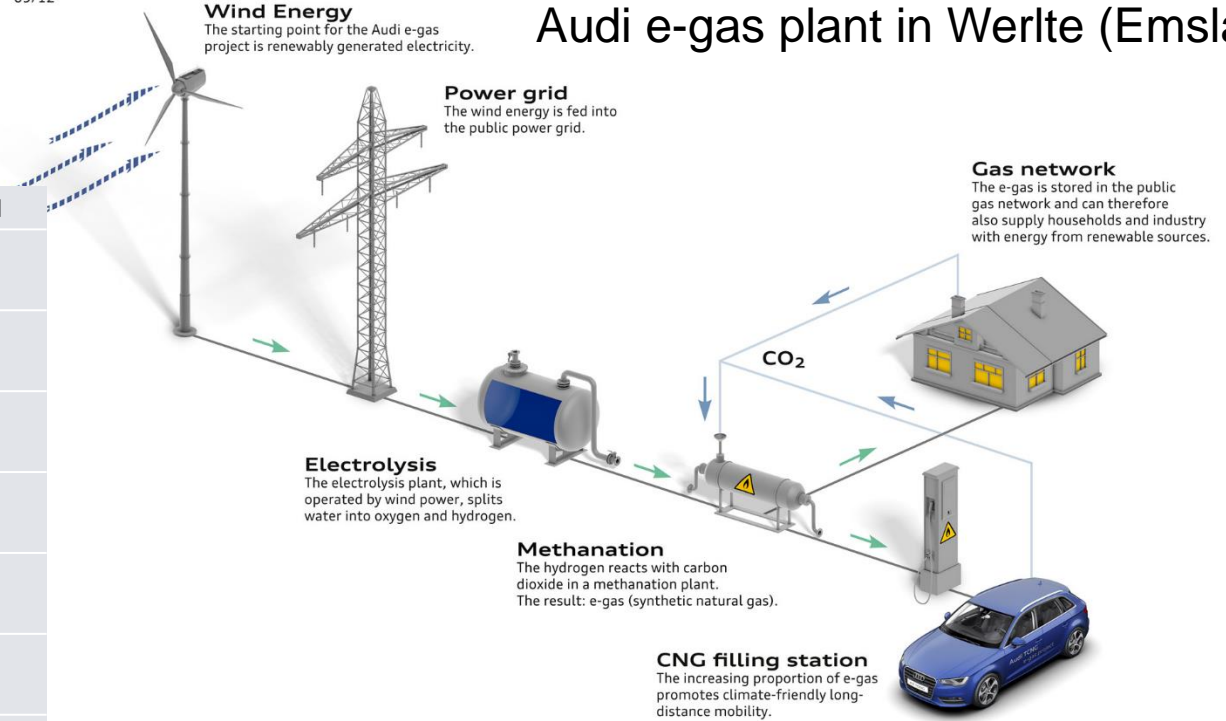 Audi e-gas plant in Werlte
Wind Energy
The starting point for the Audi e-gas
project is renewably generated electricity.
Power grid
The wind energy is fed into
the public power grid.
Gas network
The e-gas is stored in the public
gas network and can therefore
also supply households and industry
with energy from renewable sources.
CO₂
Electrolysis
The electrolysis plant, which is
operated by wind power, splits
water into oxygen and hydrogen.
Methanation
The hydrogen reacts with carbon
dioxide in a methanation plant.
The result: e-gas (synthetic natural gas).
CNG filling station
The increasing proportion of e-gas
promotes climate-friendly long-
distance mobility.
Audi TCNG